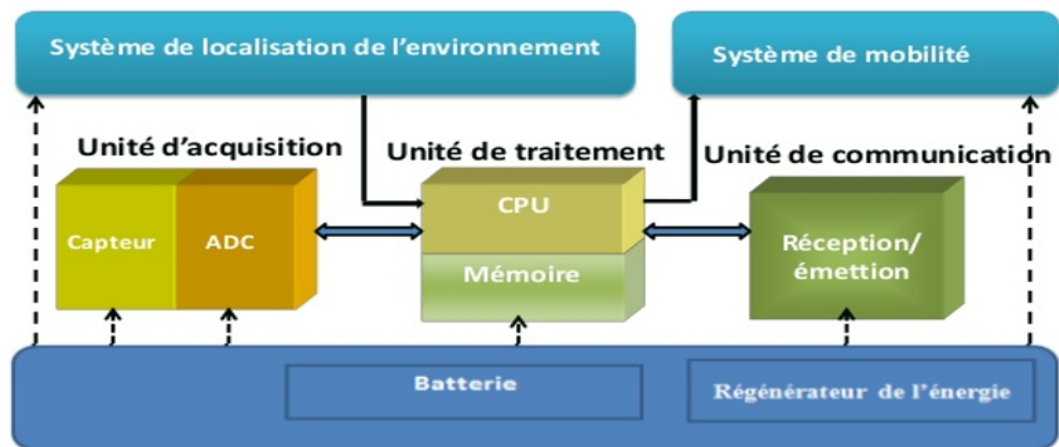 Système de localisation de l'environnement
Système de mobilité
Unité d'acquisition
Unité de traitement
Unité de communication
Capteur
ADC
CPU
Mémoire
Réception/
émettion
Batterie
Régénérateur de l'énergie